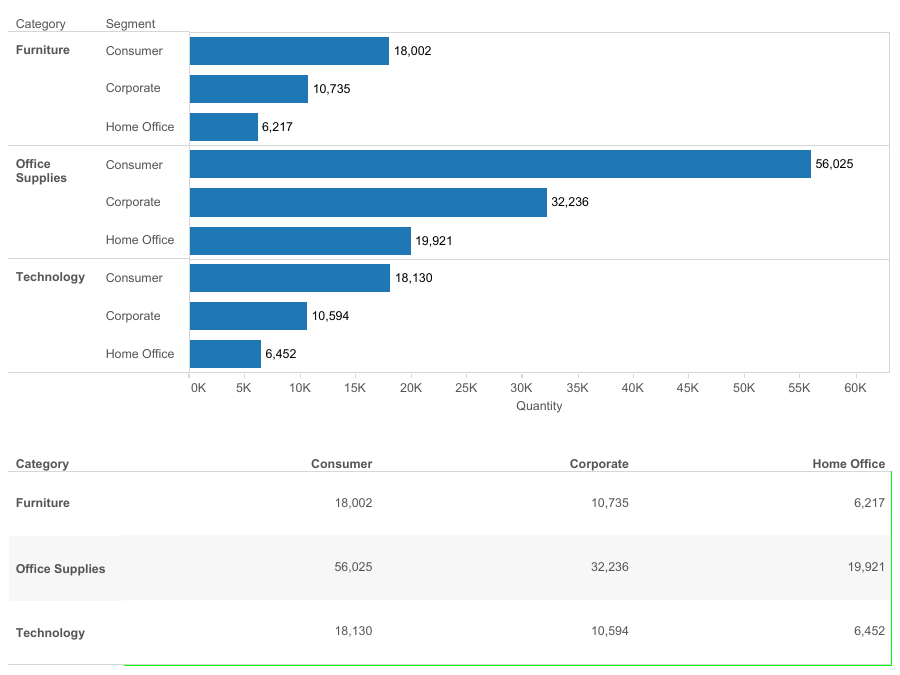 Category Segment
Furniture Consumer 18,002
Corporate 10,735
Home Office 6,217
Office Supplies Consumer 56,025
Corporate 32,236
Home Office 19,921
Technology Consumer 18,130
Corporate 10,594
Home Office 6,452
0K 5K 10K 15K 20K 25K 30K 35K 40K 45K 50K 55K 60K
Quantity
Category Consumer Corporate Home Office
Furniture 18,002 10,735 6,217
Office Supplies 56,025 32,236 19,921
Technology 18,130 10,594 6,452